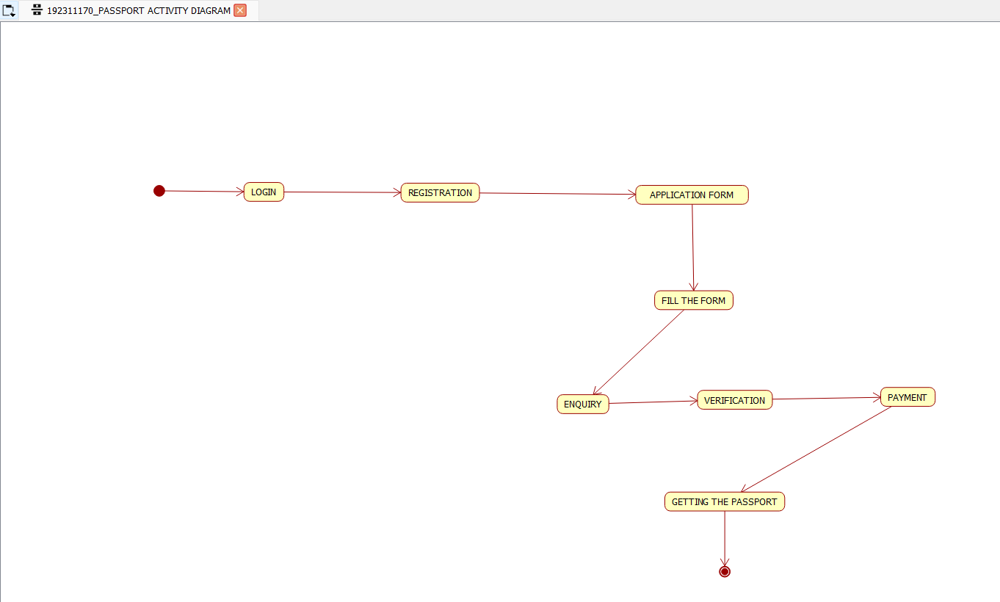 192311170_PASSPORT ACTIVITY DIAGRAM
LOGIN
REGISTRATION
APPLICATION FORM
FILL THE FORM
ENQUIRY
VERIFICATION
PAYMENT
GETTING THE PASSPORT